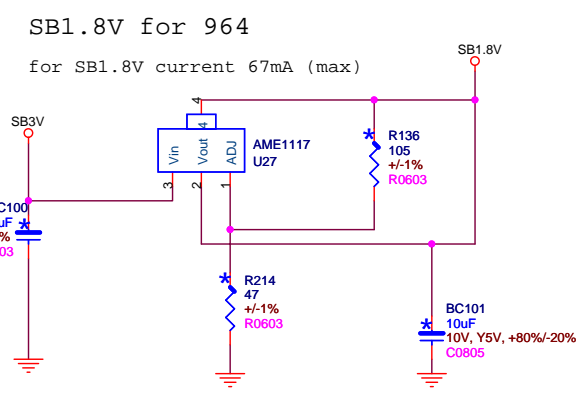 SB1.8V for 964
for SB1.8V current 67mA (max)
SB1.8V
SB3V
4
Vin
Vout 4
ADJ
AME1117
U27
3
2
1
R136
105
+/-1%
R0603
C100
uF
%
03
R214
47
+/-1%
R0603
BC101
10uF
10V, Y5V, +80%/-20%
C0805